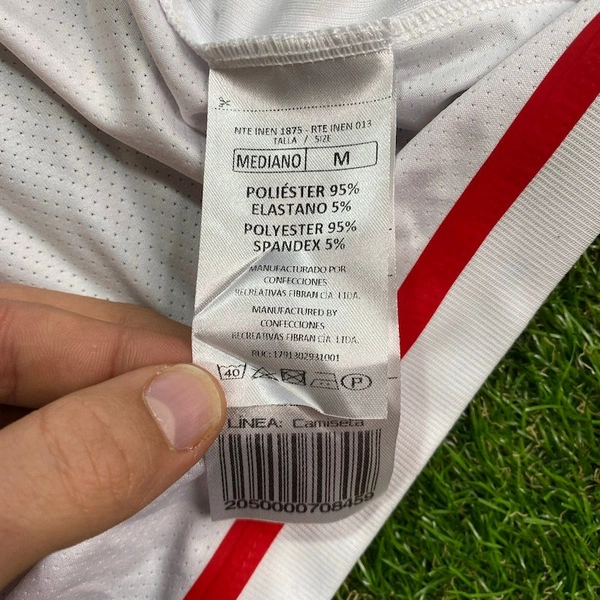 NTE INEN 1875 - RTE INEN 013
TALLA / SIZE
MEDIANO M
POLIÉSTER 95%
ELASTANO 5%
POLYESTER 95%
SPANDEX 5%
MANUFACTURADO POR
CONFECCIONES
RECREATIVAS FIBRAN CIA. LTDA.
MANUFACTURED BY
CONFECCIONES
RECREATIVAS FIBRAN CIA. LTDA.
RUC: 1791302931001
40 P
LÍNEA: Camiseta
2050000708459